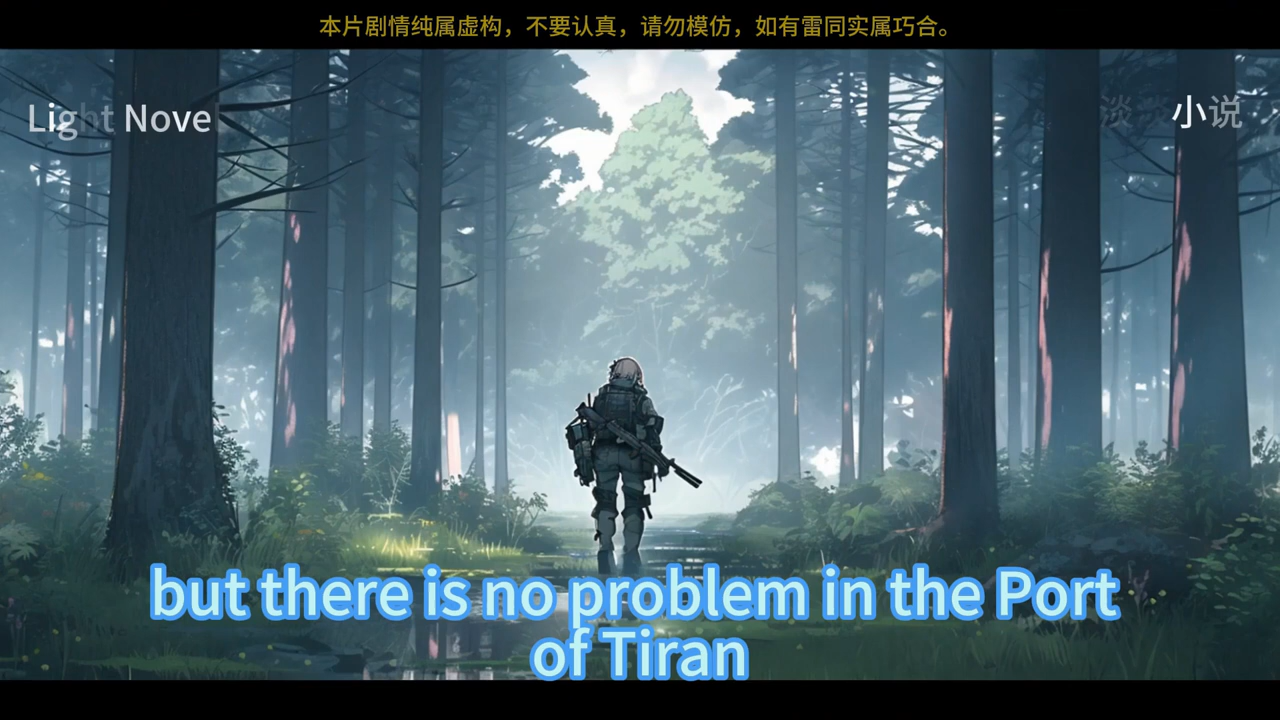 本片剧情纯属虚构，不要认真，请勿模仿，如有雷同实属巧合。
Light Novel
淡炎小说
but there is no problem in the Port
of Tiran